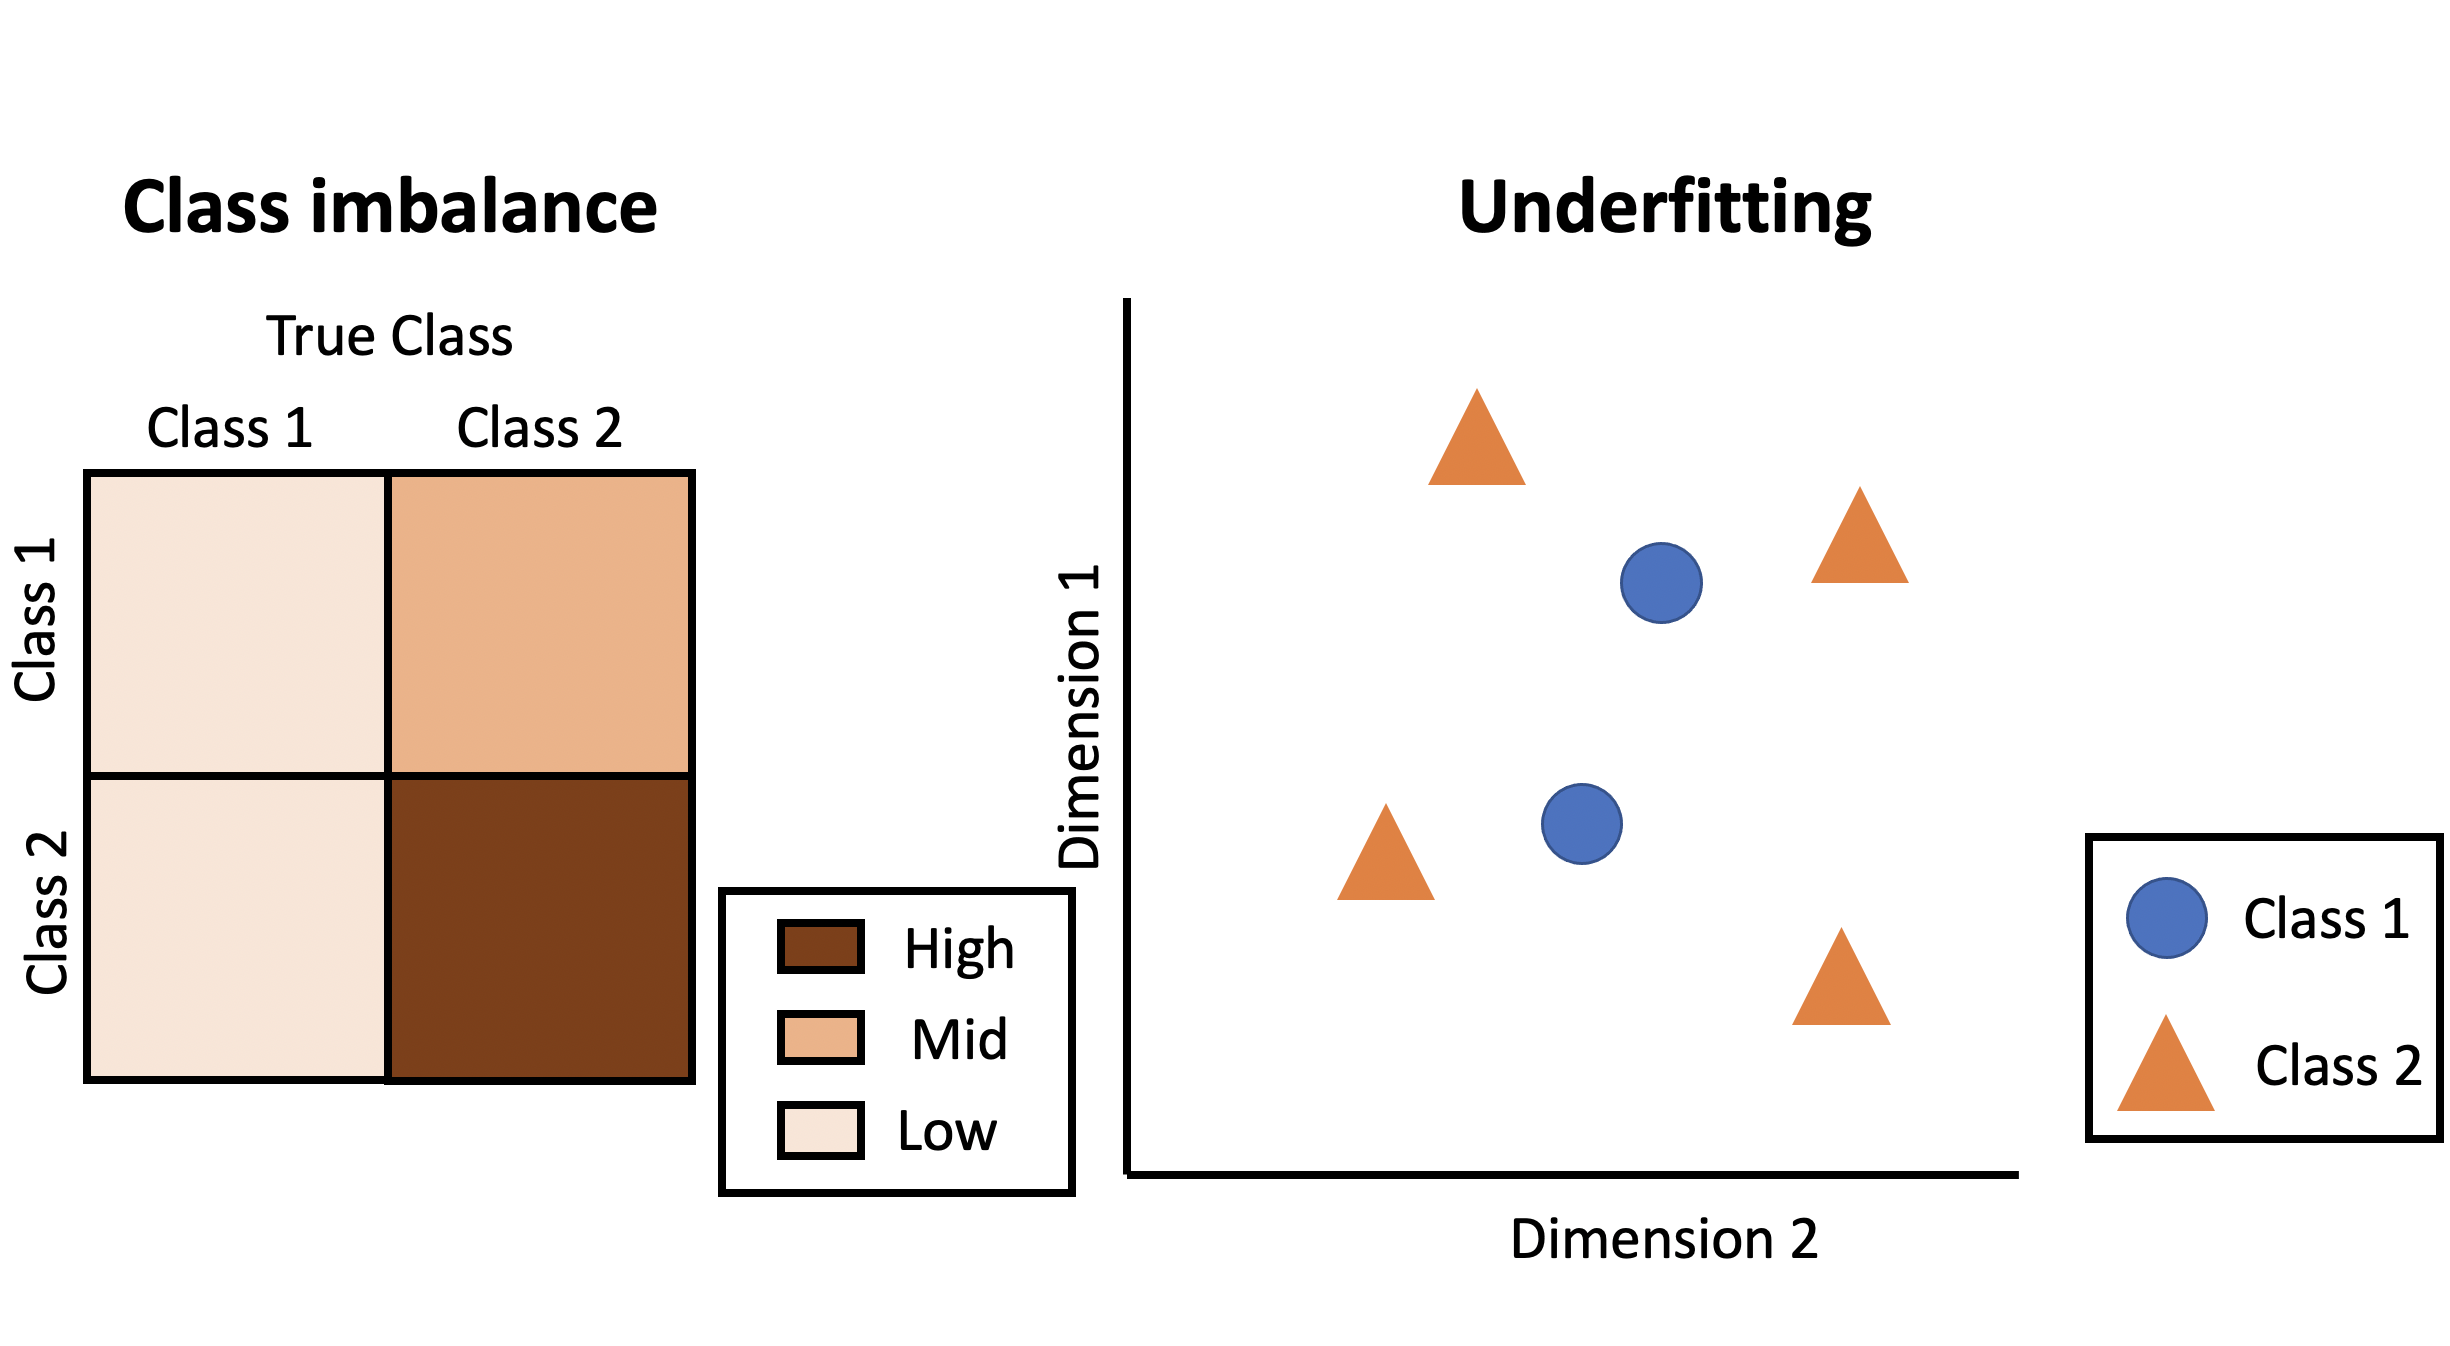 Class imbalance
True Class
Class 1
Class 2
Class 1
Class 2
High
Mid
Low
Underfitting
Dimension 1
Dimension 2
Class 1
Class 2